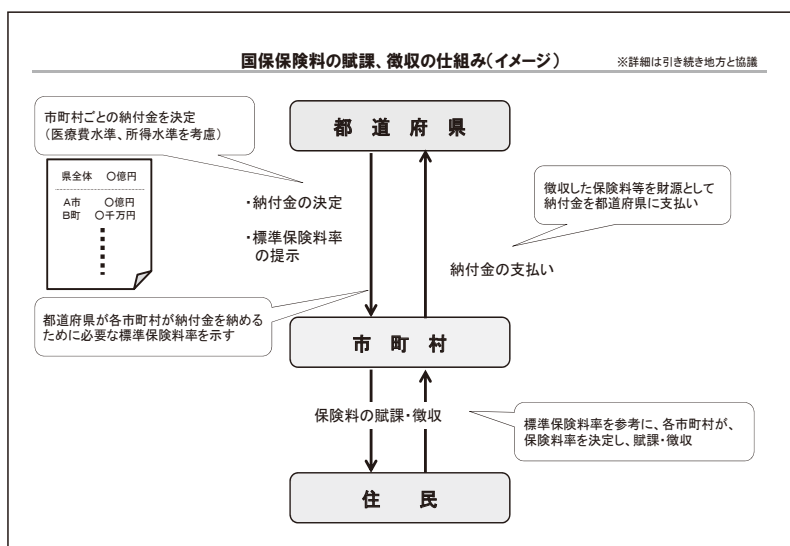 国保保険料の賦課、徴収の仕組み(イメージ)
※詳細は引き続き地方と協議
市町村ごとの納付金を決定
(医療費水準、所得水準を考慮)
県全体 〇億円
A市 〇億円
B町 〇千万円
都道府県
・納付金の決定
・標準保険料率
の提示
徴収した保険料等を財源として
納付金を都道府県に支払い
納付金の支払い
都道府県が各市町村が納付金を納める
ために必要な標準保険料率を示す
市町村
保険料の賦課・徴収
標準保険料率を参考に、各市町村が、
保険料率を決定し、賦課・徴収
住民